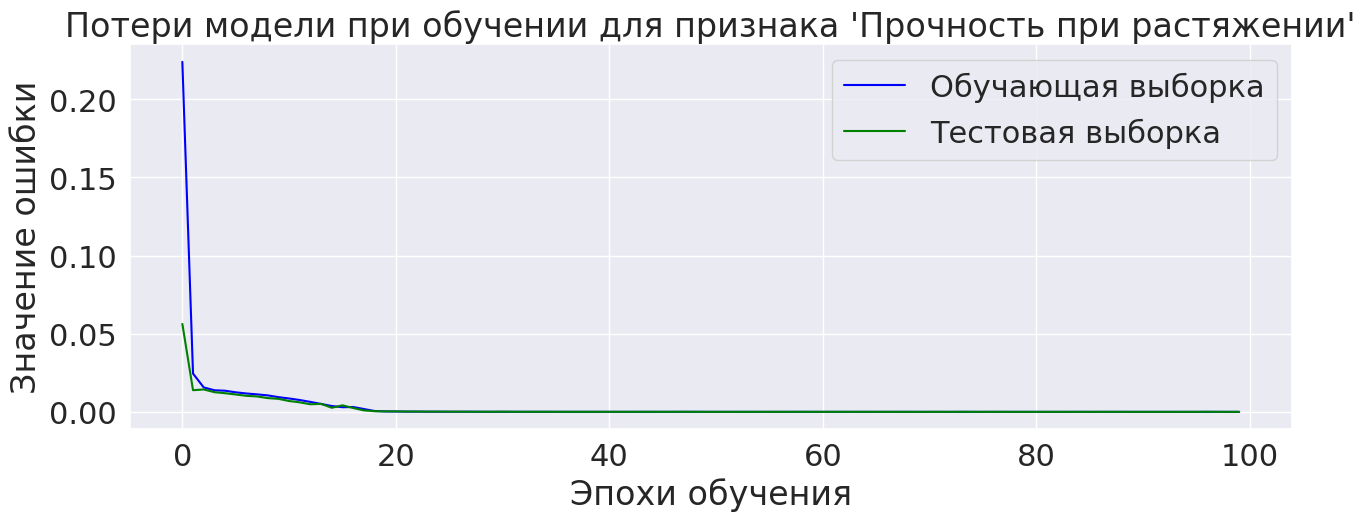 Потери модели при обучении для признака 'Прочность при растяжении'
Обучающая выборка
Тестовая выборка
Значение ошибки
0.20
0.15
0.10
0.05
0.00
0 20 40 60 80 100
Эпохи обучения